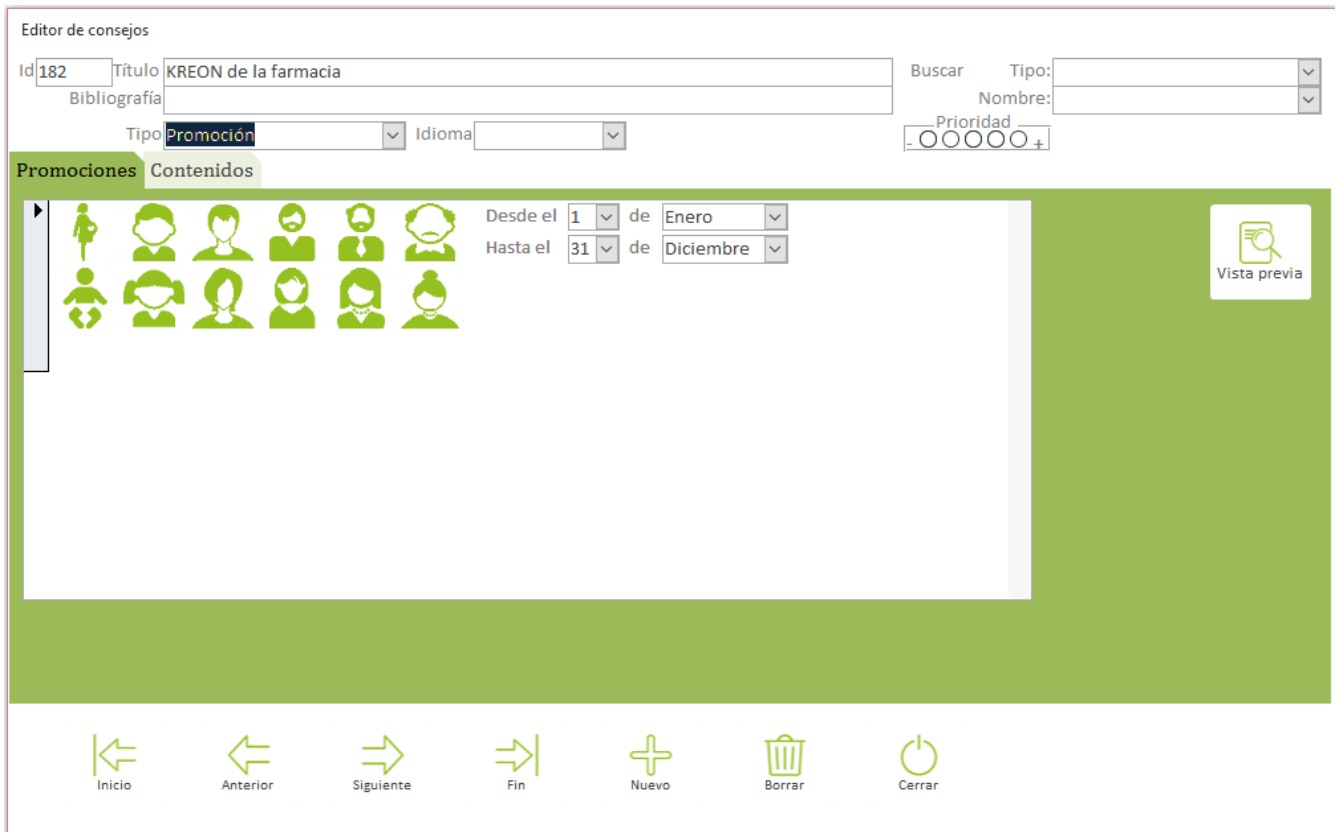 Editor de consejos
Id 182 Título KREON de la farmacia Buscar Tipo:
Bibliografía Nombre:
Tipo Promoción Idioma Prioridad
- +
Promociones Contenidos
Desde el 1 de Enero
Hasta el 31 de Diciembre
Vista previa
Inicio Anterior Siguiente Fin Nuevo Borrar Cerrar